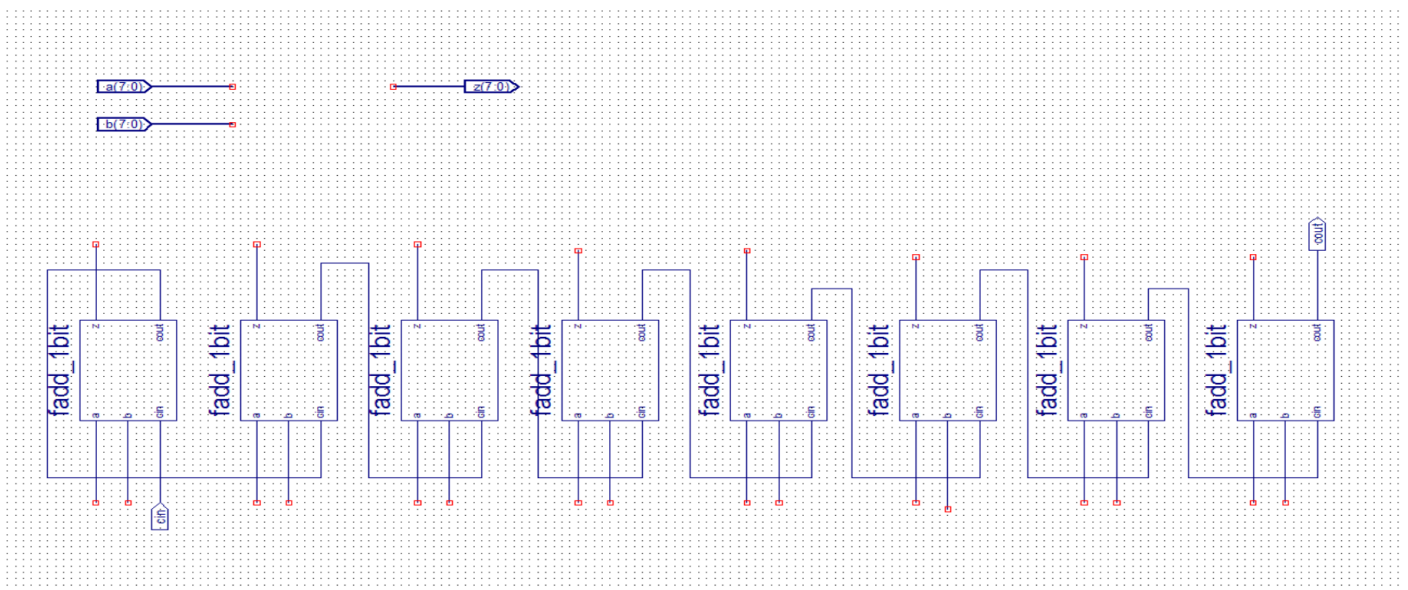 a(7:0)
z(7:0)
b(7:0)
cout
fadd_1bit
z
cout
a
b
cin
fadd_1bit
z
cout
a
b
cin
fadd_1bit
z
cout
a
b
cin
fadd_1bit
z
cout
a
b
cin
fadd_1bit
z
cout
a
b
cin
fadd_1bit
z
cout
a
b
cin
fadd_1bit
z
cout
a
b
cin
fadd_1bit
z
cout
a
b
cin
cin